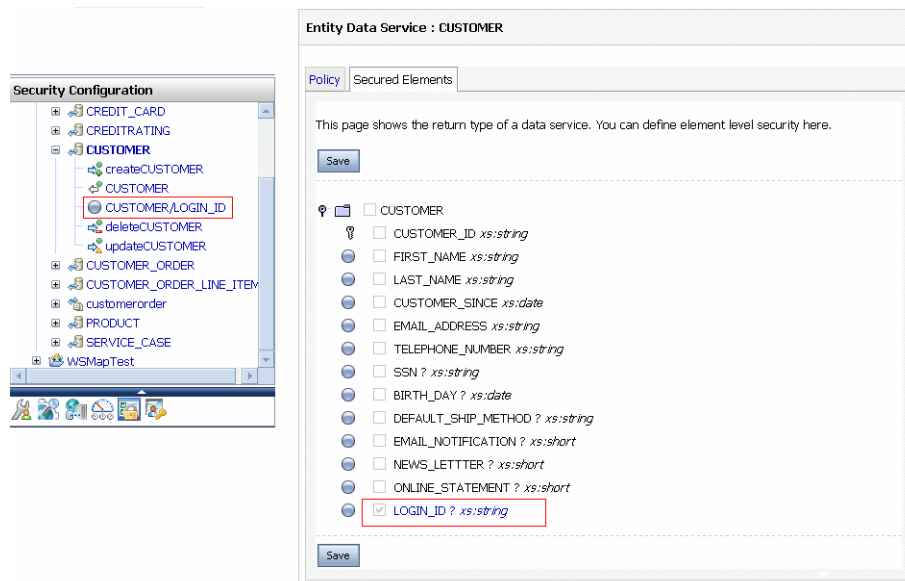 Security Configuration
CREDIT_CARD
CREDITRATING
CUSTOMER
createCUSTOMER
CUSTOMER
CUSTOMER/LOGIN_ID
deleteCUSTOMER
updateCUSTOMER
CUSTOMER_ORDER
CUSTOMER_ORDER_LINE_ITEM
customerorder
PRODUCT
SERVICE_CASE
WSMapTest
Entity Data Service : CUSTOMER
Policy Secured Elements
This page shows the return type of a data service. You can define element level security here.
Save
CUSTOMER
CUSTOMER_ID xs:string
FIRST_NAME xs:string
LAST_NAME xs:string
CUSTOMER_SINCE xs:date
EMAIL_ADDRESS xs:string
TELEPHONE_NUMBER xs:string
SSN ? xs:string
BIRTH_DAY ? xs:date
DEFAULT_SHIP_METHOD ? xs:string
EMAIL_NOTIFICATION ? xs:short
NEWS_LETTTER ? xs:short
ONLINE_STATEMENT ? xs:short
LOGIN_ID ? xs:string
Save